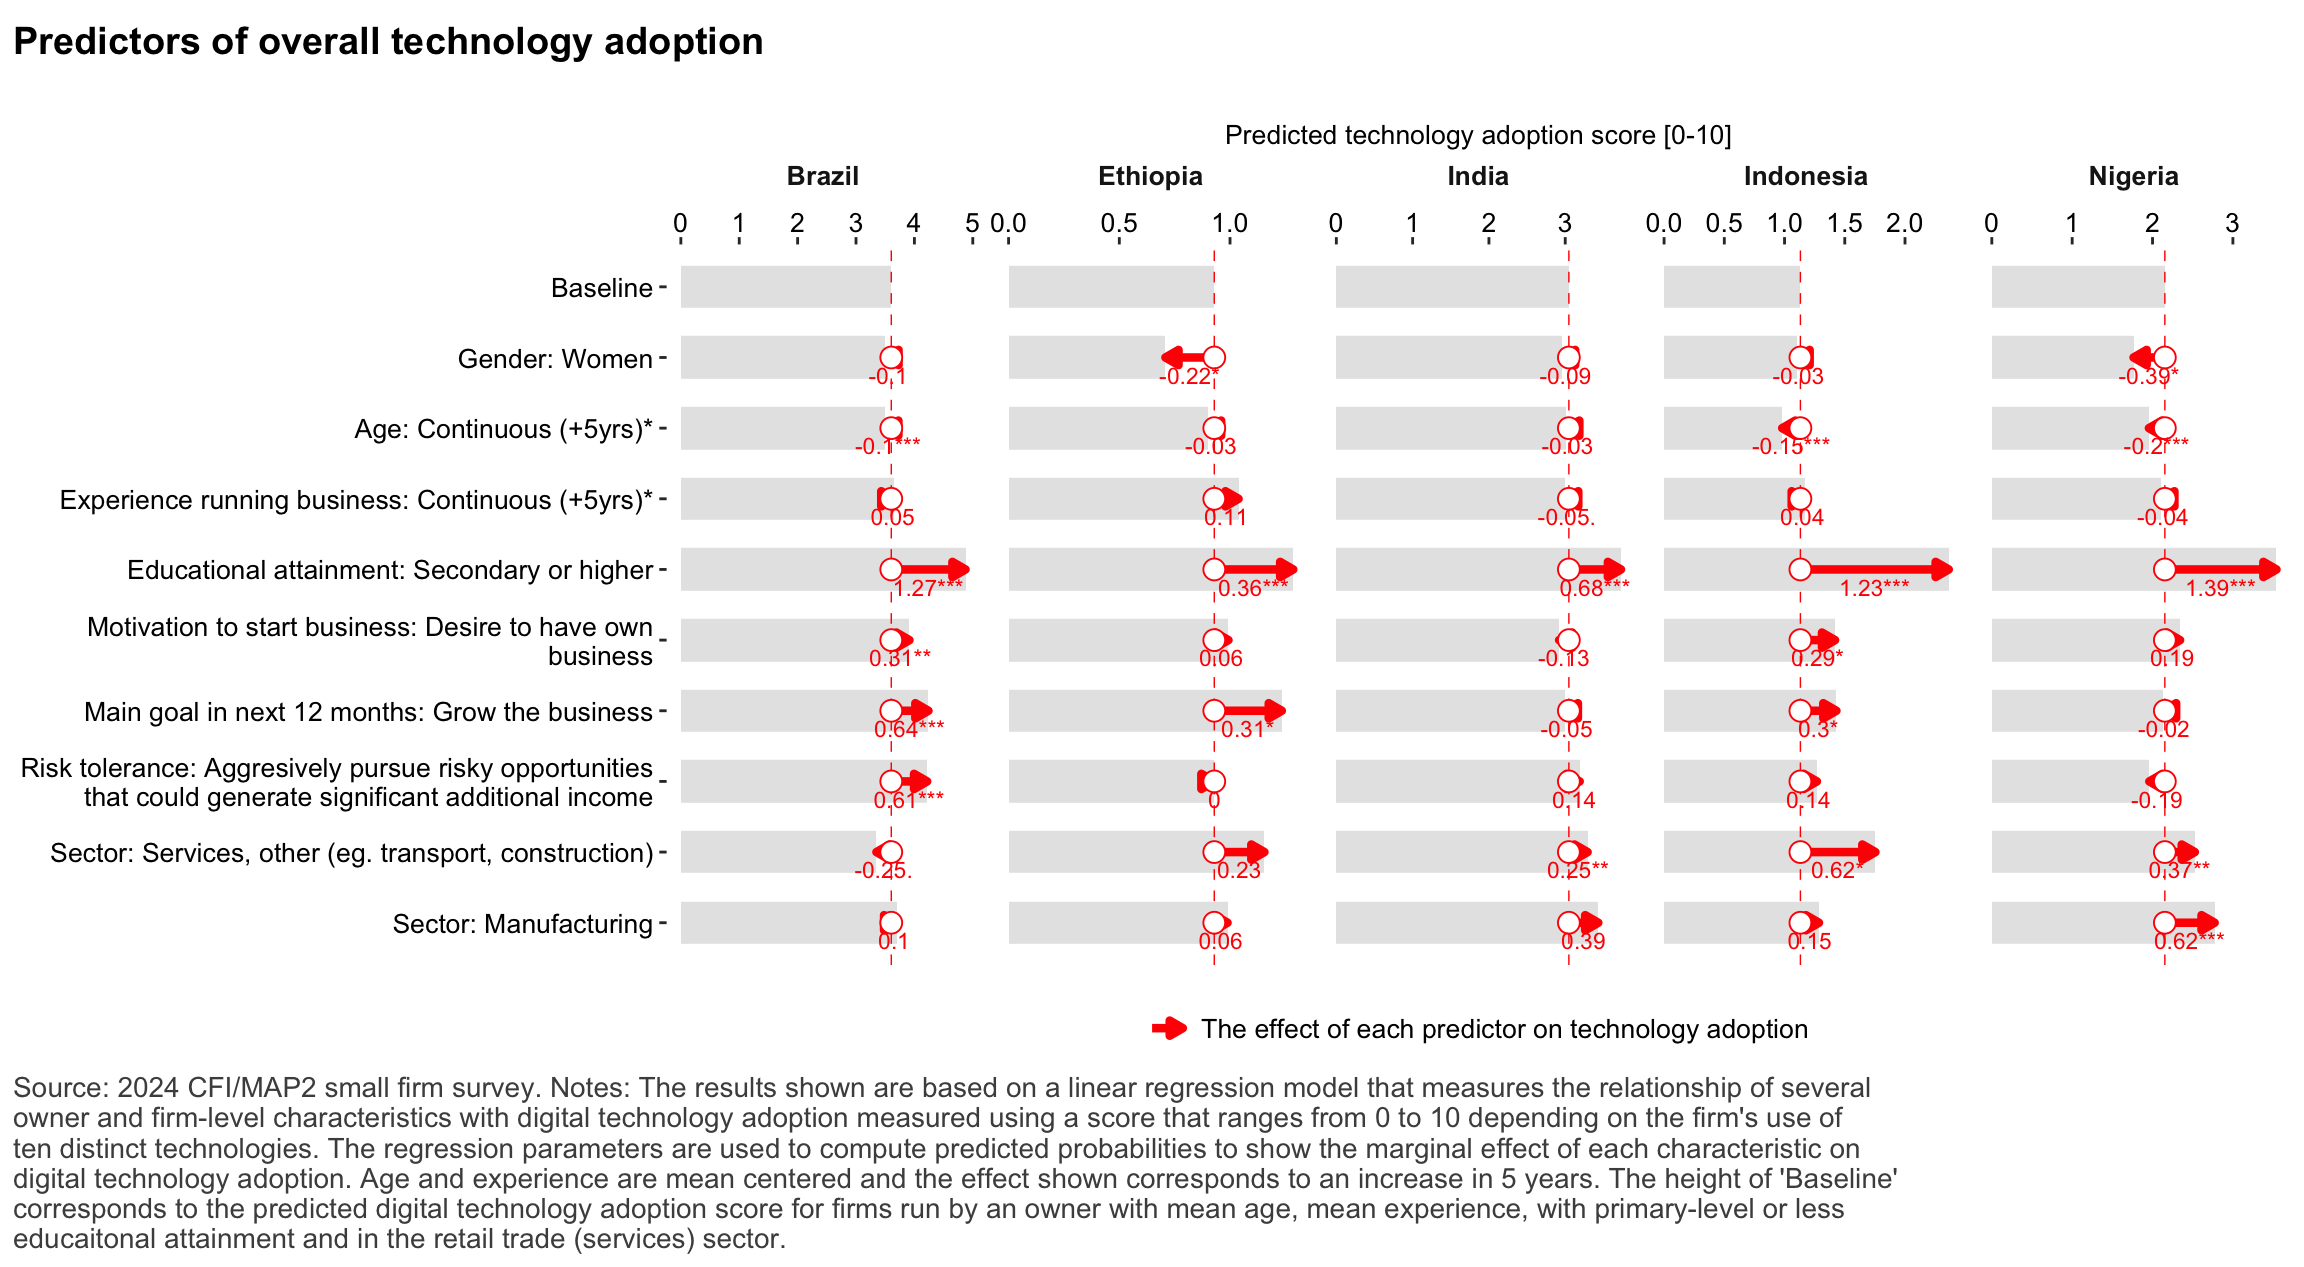 Predictors of overall technology adoption
Predicted technology adoption score [0-10]
Brazil Ethiopia India Indonesia Nigeria
0 1 2 3 4 5 0.0 0.5 1.0 0 1 2 3 0.0 0.5 1.0 1.5 2.0 0 1 2 3
Baseline
Gender: Women
-0.1 -0.22* -0.09 -0.03 -0.39*
Age: Continuous (+5yrs)*
-0.1*** -0.03 -0.03 -0.15*** -0.2***
Experience running business: Continuous (+5yrs)*
0.05 0.11 -0.05. 0.04 -0.04
Educational attainment: Secondary or higher
1.27*** 0.36*** 0.68*** 1.23*** 1.39***
Motivation to start business: Desire to have own
business
0.31** 0.06 -0.13 0.29* 0.19
Main goal in next 12 months: Grow the business
0.64*** 0.31* -0.05 0.3* -0.02
Risk tolerance: Aggresively pursue risky opportunities
that could generate significant additional income
0.61*** 0 0.14 0.14 -0.19
Sector: Services, other (eg. transport, construction)
-0.25. 0.23 0.25** 0.62* 0.37**
Sector: Manufacturing
0.1 0.06 0.39 0.15 0.62***
The effect of each predictor on technology adoption
Source: 2024 CFI/MAP2 small firm survey. Notes: The results shown are based on a linear regression model that measures the relationship of several
owner and firm-level characteristics with digital technology adoption measured using a score that ranges from 0 to 10 depending on the firm's use of
ten distinct technologies. The regression parameters are used to compute predicted probabilities to show the marginal effect of each characteristic on
digital technology adoption. Age and experience are mean centered and the effect shown corresponds to an increase in 5 years. The height of 'Baseline'
corresponds to the predicted digital technology adoption score for firms run by an owner with mean age, mean experience, with primary-level or less
educaitonal attainment and in the retail trade (services) sector.